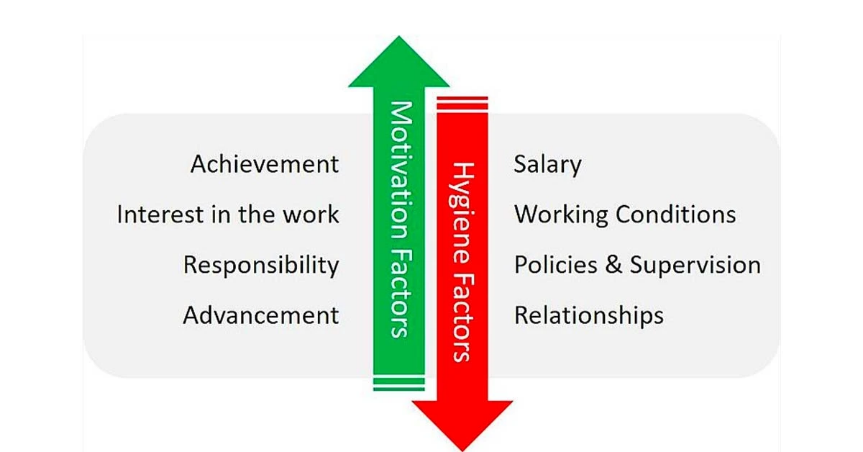 Motivation Factors
Hygiene Factors
Achievement
Interest in the work
Responsibility
Advancement
Salary
Working Conditions
Policies & Supervision
Relationships